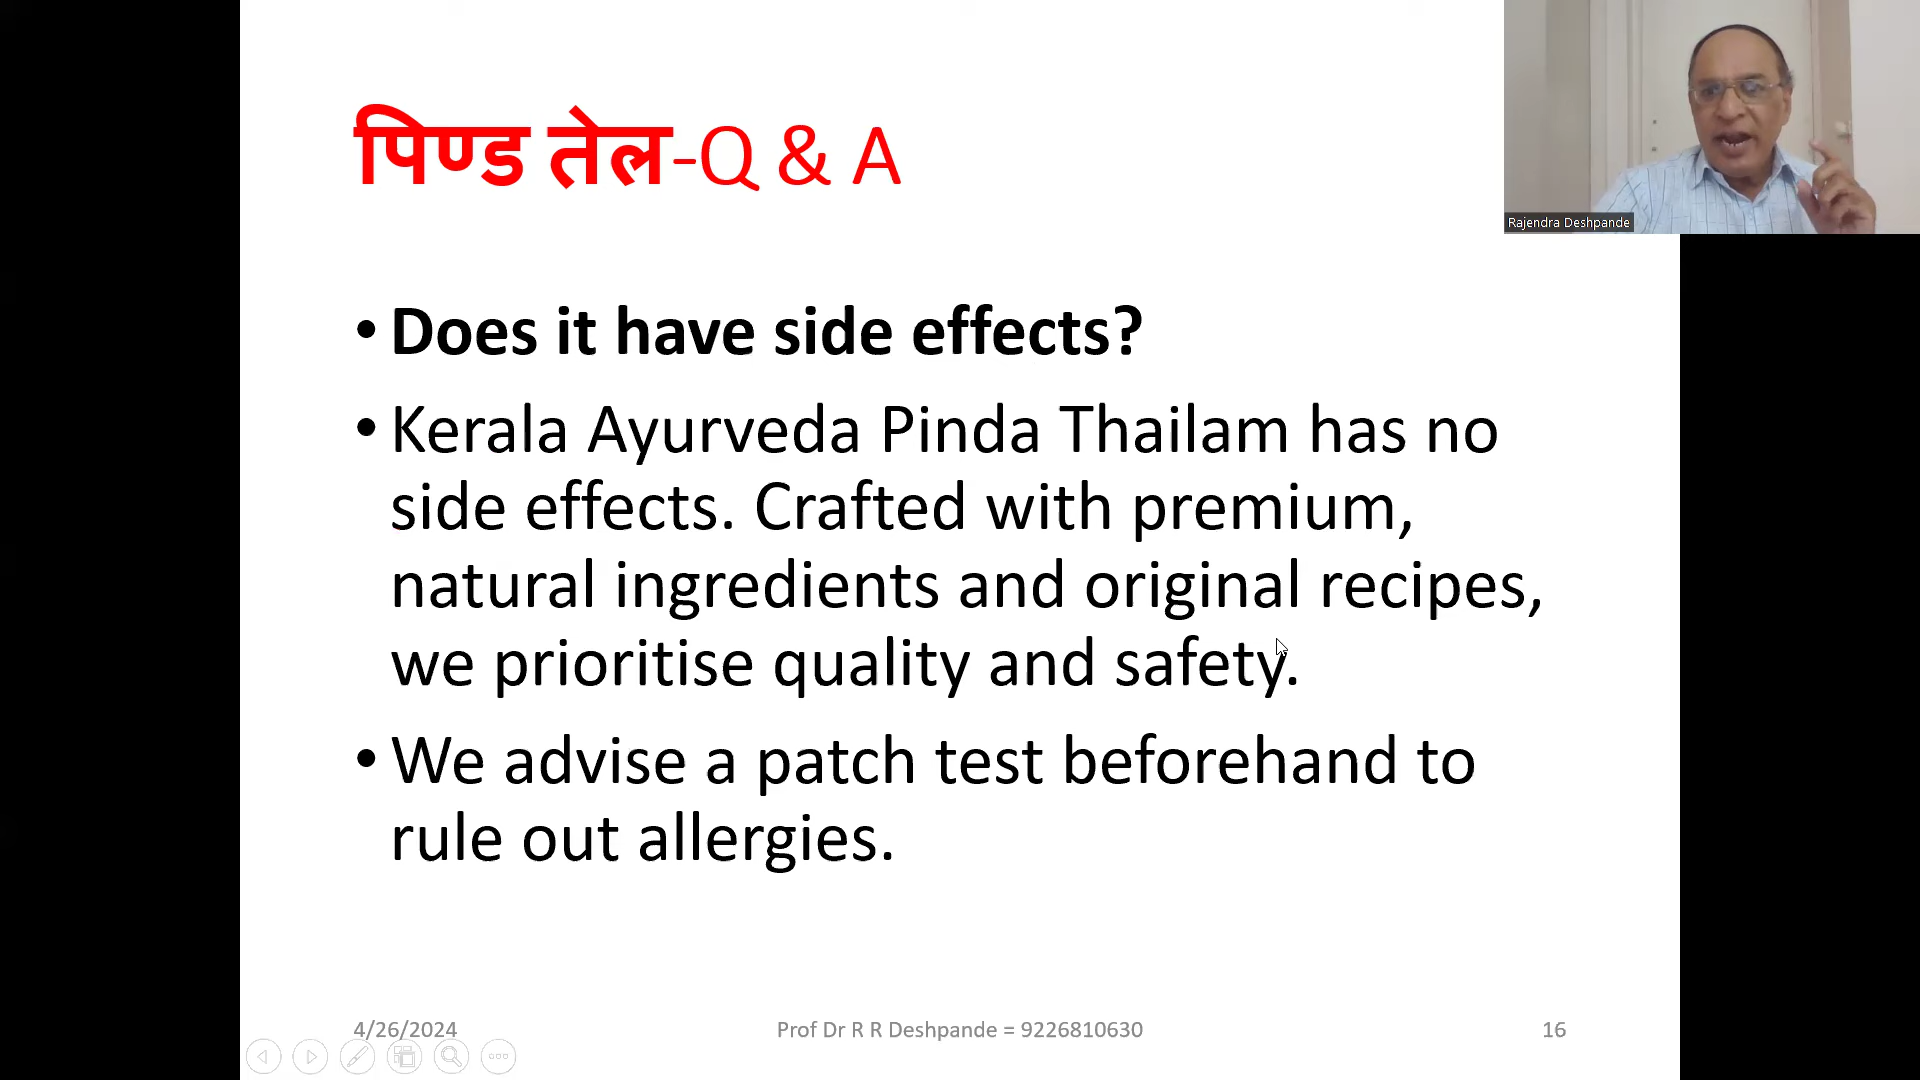 पिण्ड तेल-Q & A
Rajendra Deshpande
• Does it have side effects?
• Kerala Ayurveda Pinda Thailam has no
side effects. Crafted with premium,
natural ingredients and original recipes,
we prioritise quality and safety.
• We advise a patch test beforehand to
rule out allergies.
4/26/2024
Prof Dr R R Deshpande = 9226810630
16